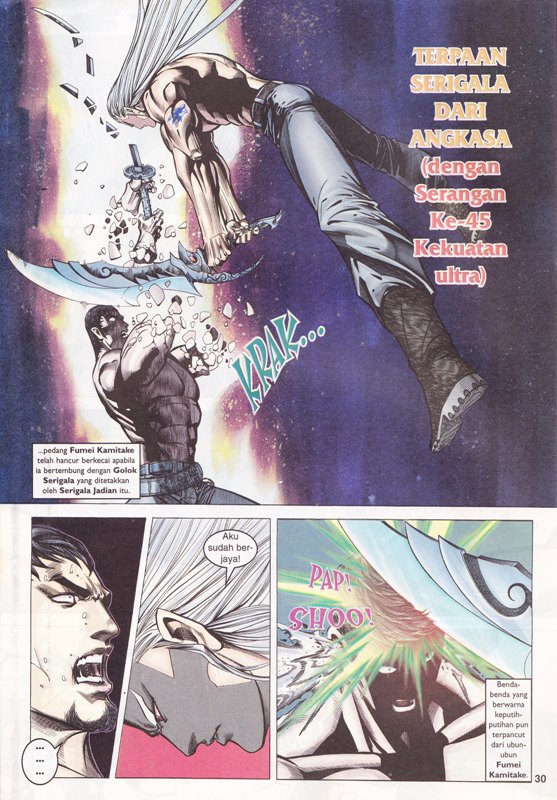 TERPAAN
SERIGALA
DARI
ANGKASA
(dengan
Serangan
Ke-45
Kekuatan
ultra)
KRAK...
...pedang Fumei Kamitake
telah hancur berkecai apabila
ia bertembung dengan Golok
Serigala yang ditetakkan
oleh Serigala Jadian itu.
...
...
...
Aku
sudah ber-
jaya!
PAP!
SHOO!
Benda-
benda yang
berwarna
keputih-
putihan pun
terpancut
dari ubun-
ubun
Fumei
Kamitake.
30